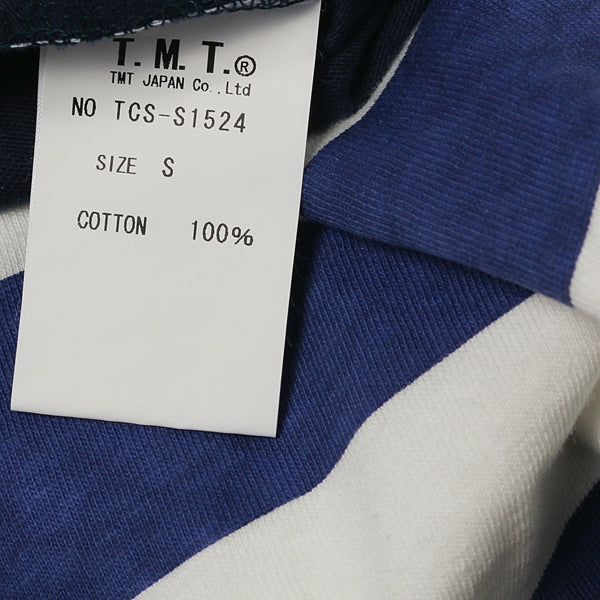 T.M.T.®
TMT JAPAN Co.,Ltd
NO TCS-S1524
SIZE S
COTTON 100%